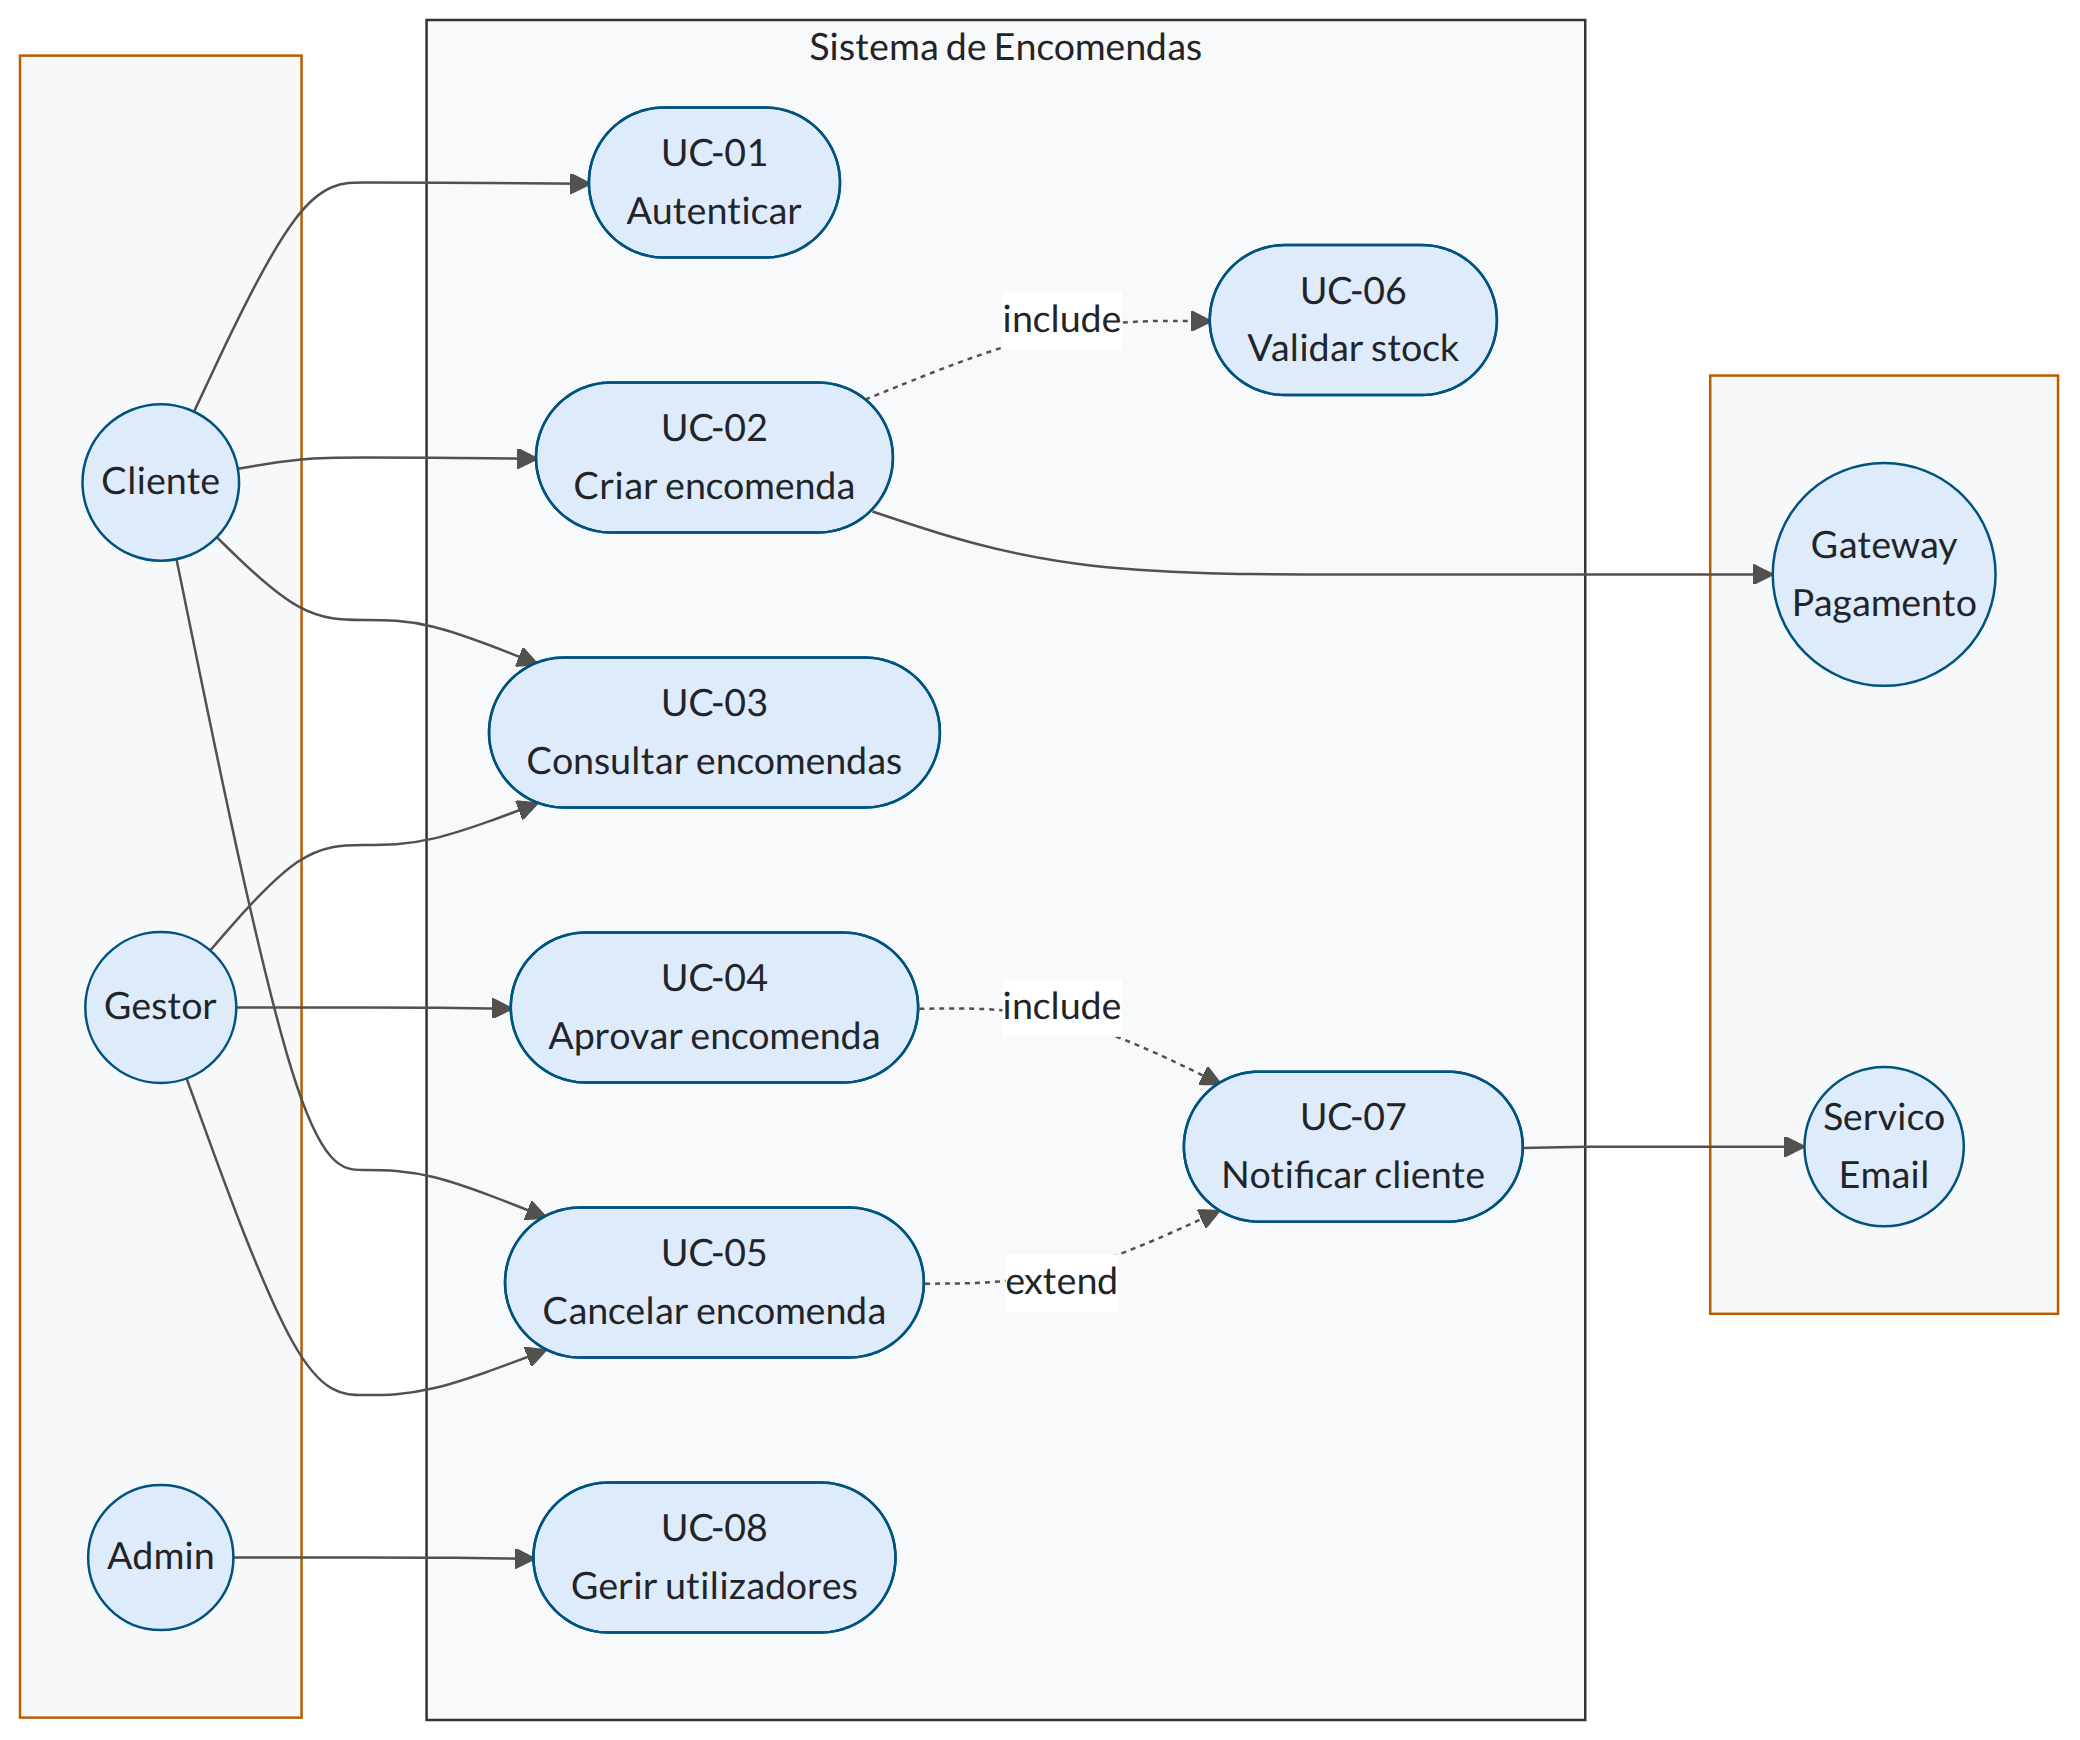 Sistema de Encomendas
UC-01
Autenticar
UC-06
Validar stock
include
UC-02
Criar encomenda
Cliente
Gateway
Pagamento
UC-03
Consultar encomendas
Gestor
UC-04
Aprovar encomenda
include
UC-07
Notificar cliente
Servico
Email
UC-05
Cancelar encomenda
extend
Admin
UC-08
Gerir utilizadores